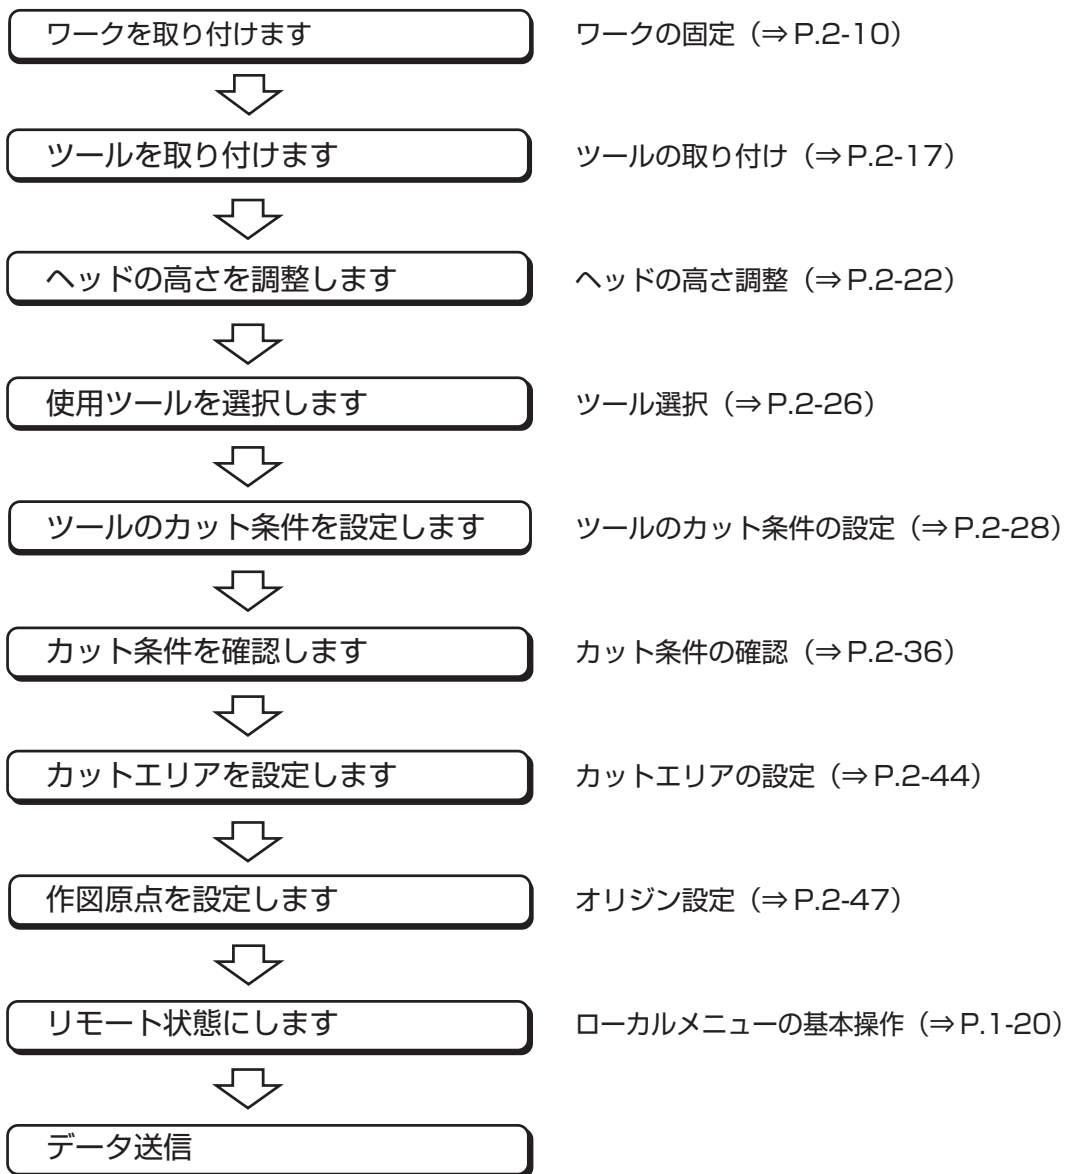 ワークを取り付けます
ワークの固定（⇒P.2-10）
ツールを取り付けます
ツールの取り付け（⇒P.2-17）
ヘッドの高さを調整します
ヘッドの高さ調整（⇒P.2-22）
使用ツールを選択します
ツール選択（⇒P.2-26）
ツールのカット条件を設定します
ツールのカット条件の設定（⇒P.2-28）
カット条件を確認します
カット条件の確認（⇒P.2-36）
カットエリアを設定します
カットエリアの設定（⇒P.2-44）
作図原点を設定します
オリジン設定（⇒P.2-47）
リモート状態にします
ローカルメニューの基本操作（⇒P.1-20）
データ送信